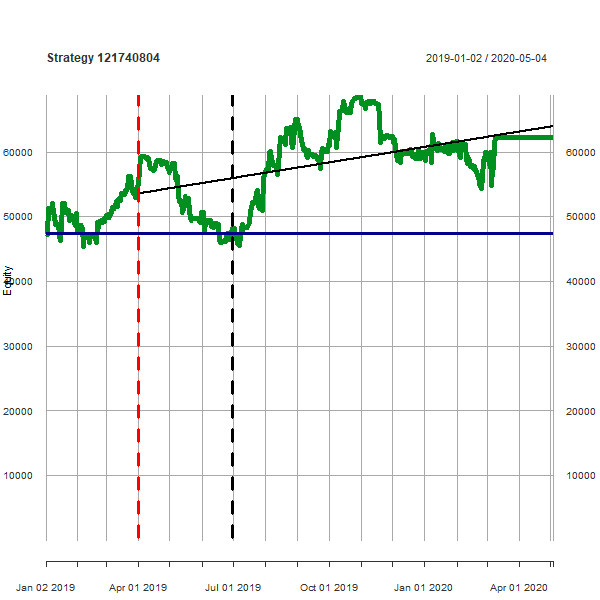 Strategy 121740804
2019-01-02 / 2020-05-04
Equity
60000
60000
50000
50000
40000
40000
30000
30000
20000
20000
10000
10000
Jan 02 2019
Apr 01 2019
Jul 01 2019
Oct 01 2019
Jan 01 2020
Apr 01 2020